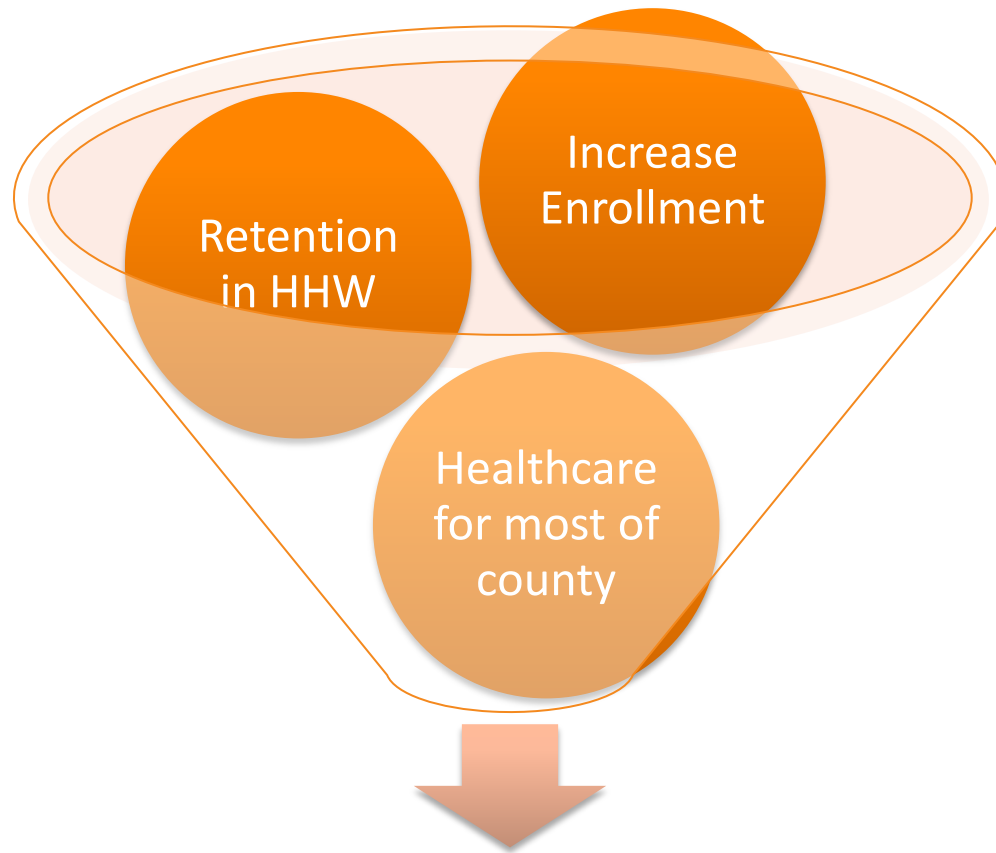 Increase
Enrollment
Retention
in HHW
Healthcare
for most of
county